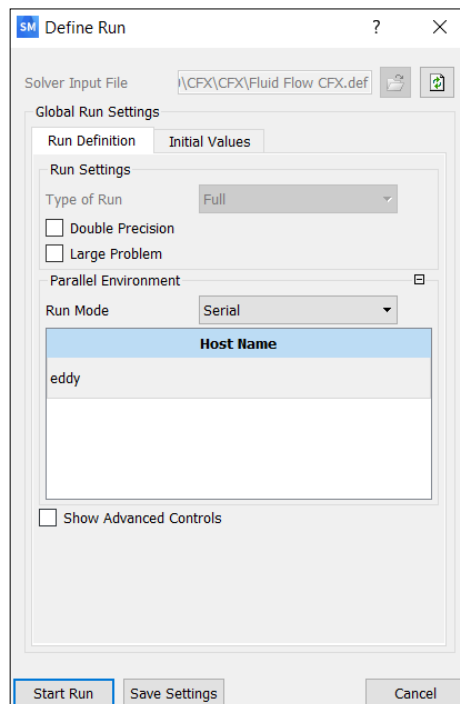 SM Define Run ?
Solver Input File \CFX\CFX\Fluid Flow CFX.def
Global Run Settings
Run Definition Initial Values
Run Settings
Type of Run Full
Double Precision
Large Problem
Parallel Environment
Run Mode Serial
Host Name
eddy
Show Advanced Controls
Start Run Save Settings Cancel